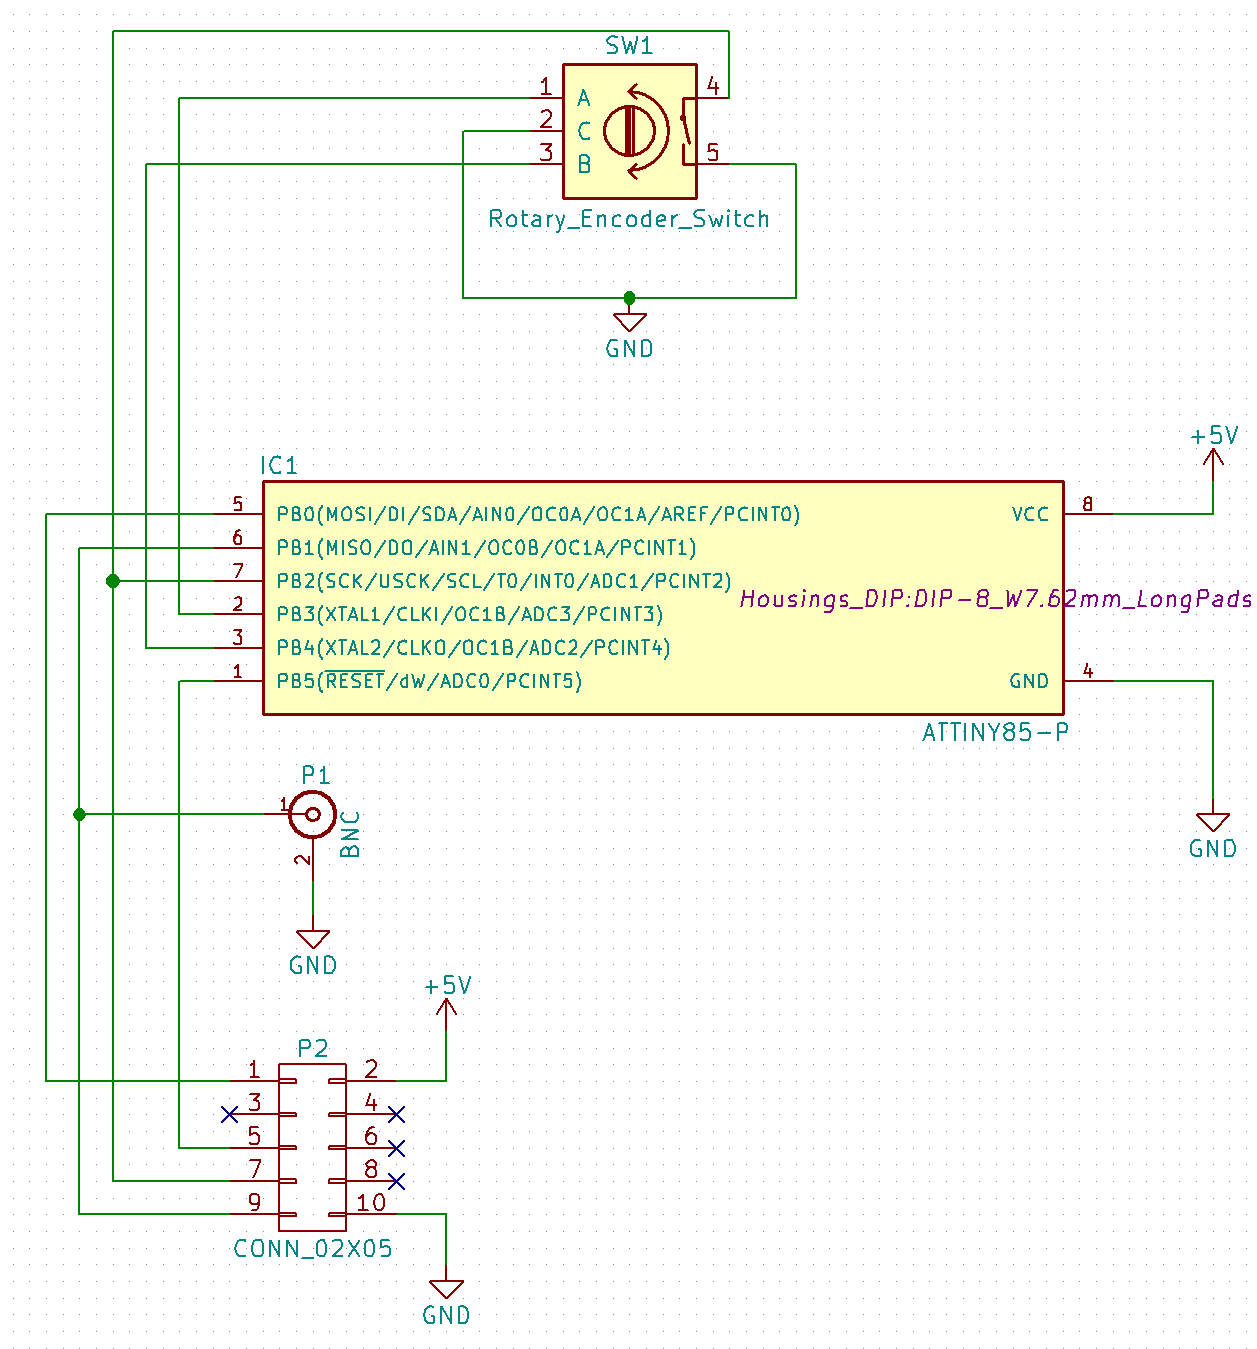 SW1
1 A
2 C
3 B
4
5
Rotary_Encoder_Switch
GND
+5V
IC1
5 PB0(MOSI/DI/SDA/AIN0/OC0A/OC1A/AREF/PCINT0)
6 PB1(MISO/DO/AIN1/OC0B/OC1A/PCINT1)
7 PB2(SCK/USCK/SCL/T0/INT0/ADC1/PCINT2)
2 PB3(XTAL1/CLKI/OC1B/ADC3/PCINT3)
3 PB4(XTAL2/CLKO/OC1B/ADC2/PCINT4)
1 PB5(RESET/dW/ADC0/PCINT5)
VCC 8
Housings_DIP:DIP-8_W7.62mm_LongPads
GND 4
ATTINY85-P
GND
P1
1
2
BNC
GND
+5V
P2
1 2
3 4
5 6
7 8
9 10
CONN_02X05
GND